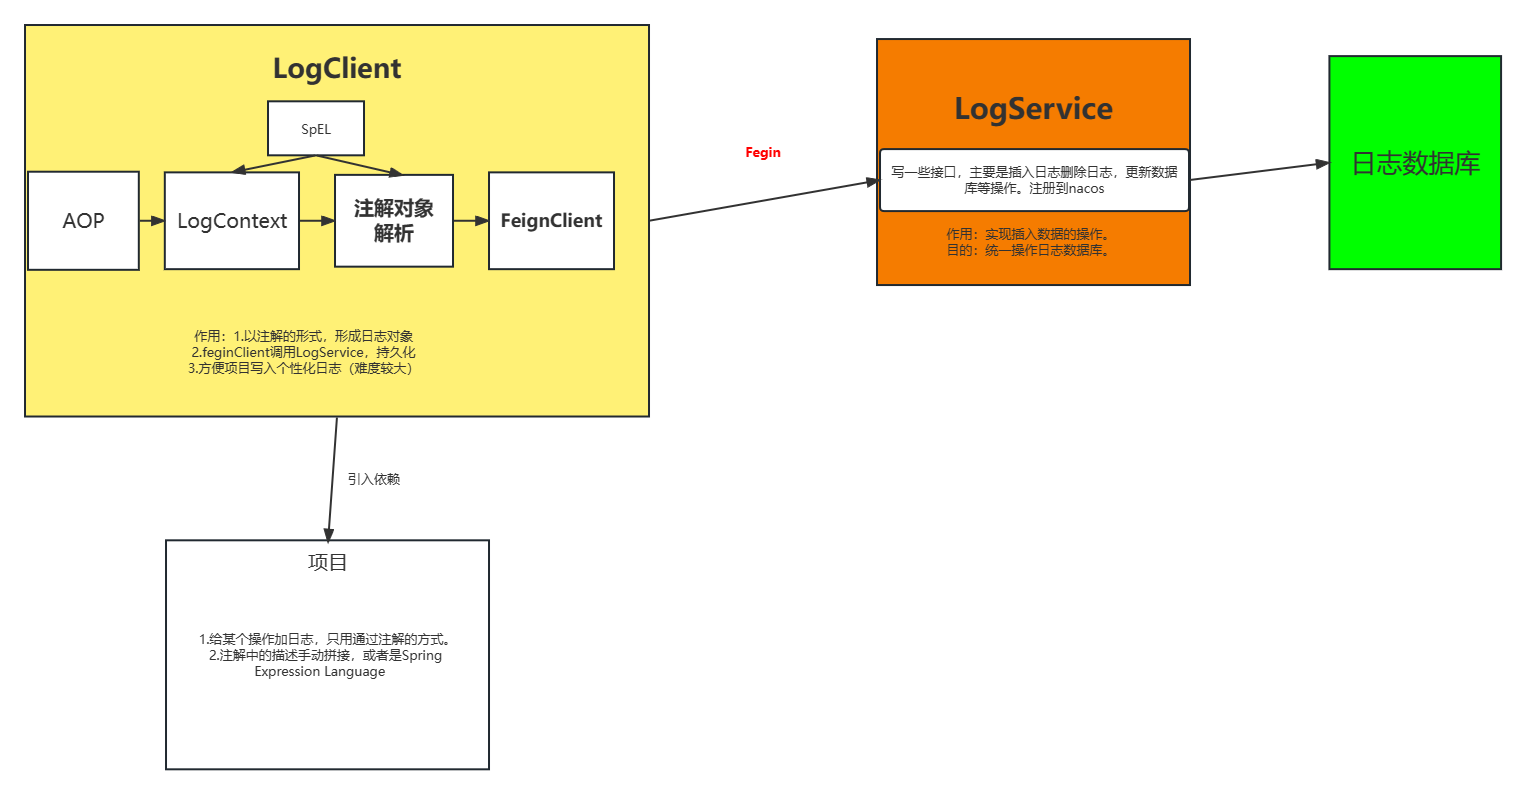 LogClient
SpEL
AOP
LogContext
注解对象
解析
FeignClient
作用：1.以注解的形式，形成日志对象
2.feginClient调用LogService，持久化
3.方便项目写入个性化日志（难度较大）
Fegin
LogService
写一些接口，主要是插入日志删除日志，更新数据
库等操作。注册到nacos
作用：实现插入数据的操作。
目的：统一操作日志数据库。
日志数据库
引入依赖
项目
1.给某个操作加日志，只用通过注解的方式。
2.注解中的描述手动拼接，或者是Spring
Expression Language